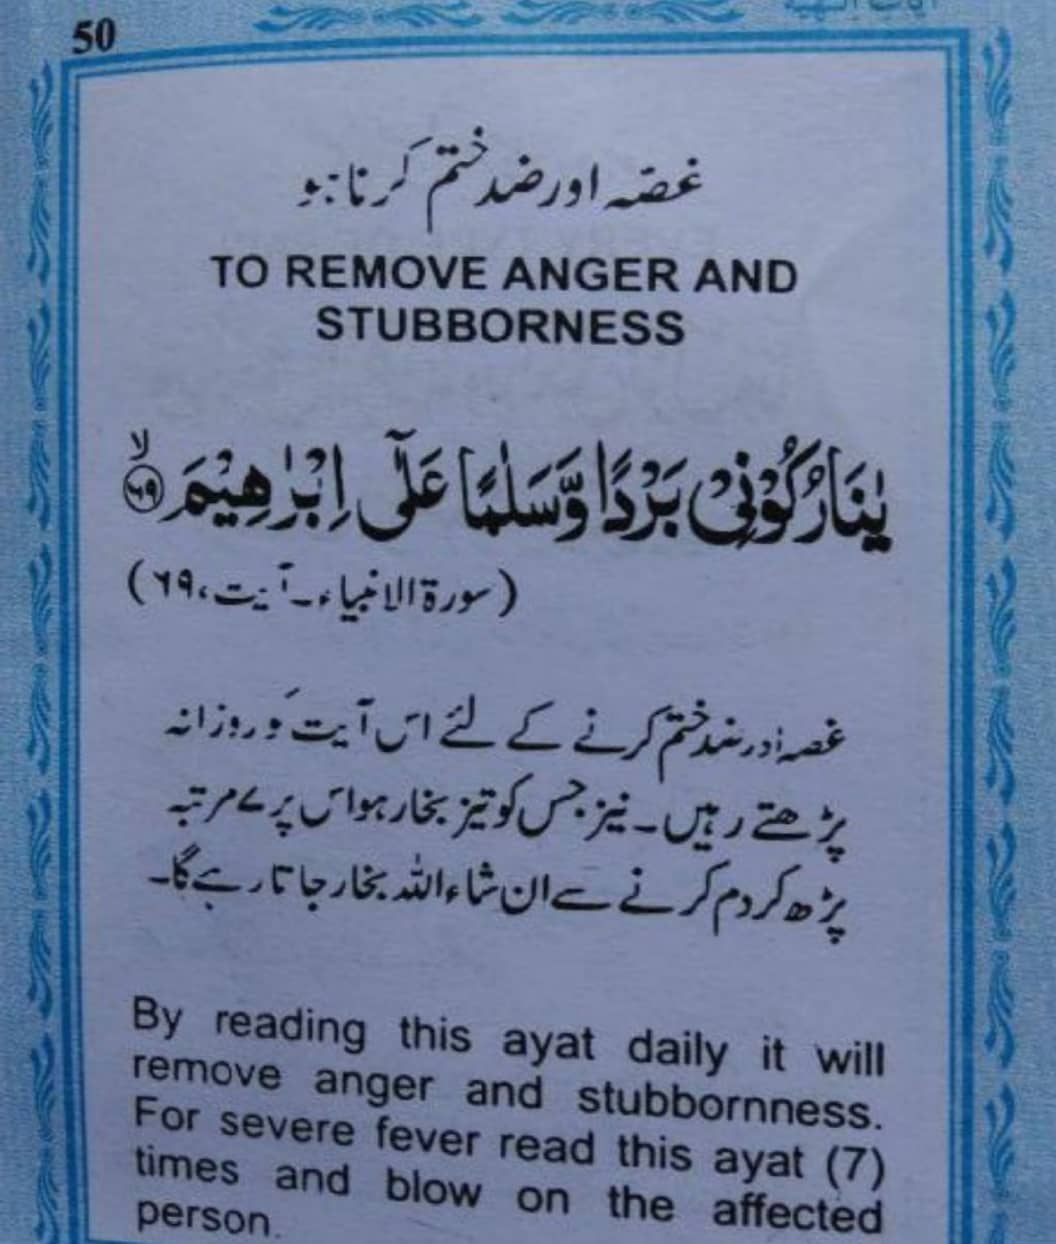 50
غصّہ اور ضد ختم کرنا ہو
TO REMOVE ANGER AND
STUBBORNESS
يٰنَارُ كُوْنِيْ بَرْدًا وَّسَلٰمًا عَلٰٓى اِبْرٰهِيْمَ ۙ﴿۶۹﴾
(سورۃ الانبیاء۔ آیت، ۶۹)
غصہ اور ضد ختم کرنے کے لئے اس آیت کو روزانہ
پڑھتے رہیں۔ نیز جس کو تیز بخار ہو اس پر ۷ مرتبہ
پڑھ کر دم کرنے سے ان شاء اللہ بخار جاتا رہے گا۔
By reading this ayat daily it will
remove anger and stubbornness.
For severe fever read this ayat (7)
times and blow on the affected
person.